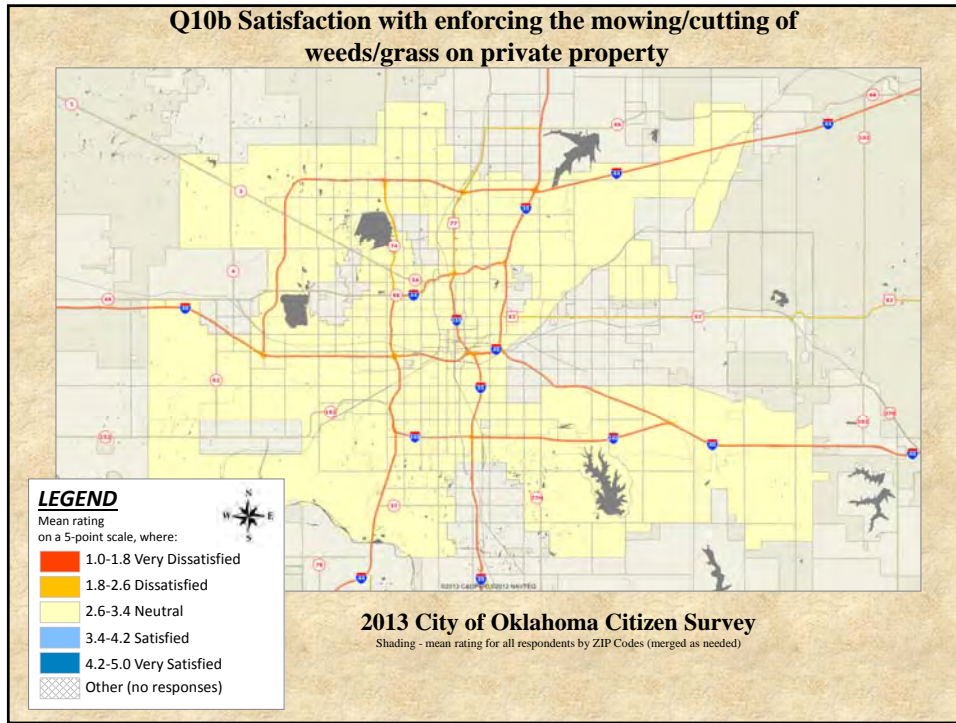 Q10b Satisfaction with enforcing the mowing/cutting of
weeds/grass on private property
LEGEND
Mean rating
on a 5-point scale, where:
S
W E
S
1.0-1.8 Very Dissatisfied
1.8-2.6 Dissatisfied
2.6-3.4 Neutral
3.4-4.2 Satisfied
4.2-5.0 Very Satisfied
Other (no responses)
2013 City of Oklahoma Citizen Survey
Shading - mean rating for all respondents by ZIP Codes (merged as needed)